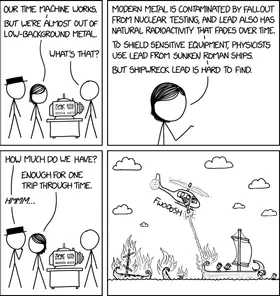 OUR TIME MACHINE WORKS,
BUT WE'RE ALMOST OUT OF
LOW-BACKGROUND METAL.
WHAT'S THAT?
MODERN METAL IS CONTAMINATED BY FALLOUT
FROM NUCLEAR TESTING, AND LEAD ALSO HAS
NATURAL RADIOACTIVITY THAT FADES OVER TIME.
TO SHIELD SENSITIVE EQUIPMENT, PHYSICISTS
USE LEAD FROM SUNKEN ROMAN SHIPS.
BUT SHIPWRECK LEAD IS HARD TO FIND.
HOW MUCH DO WE HAVE?
ENOUGH FOR ONE
TRIP THROUGH TIME.
HMMM...
FWOOOSH